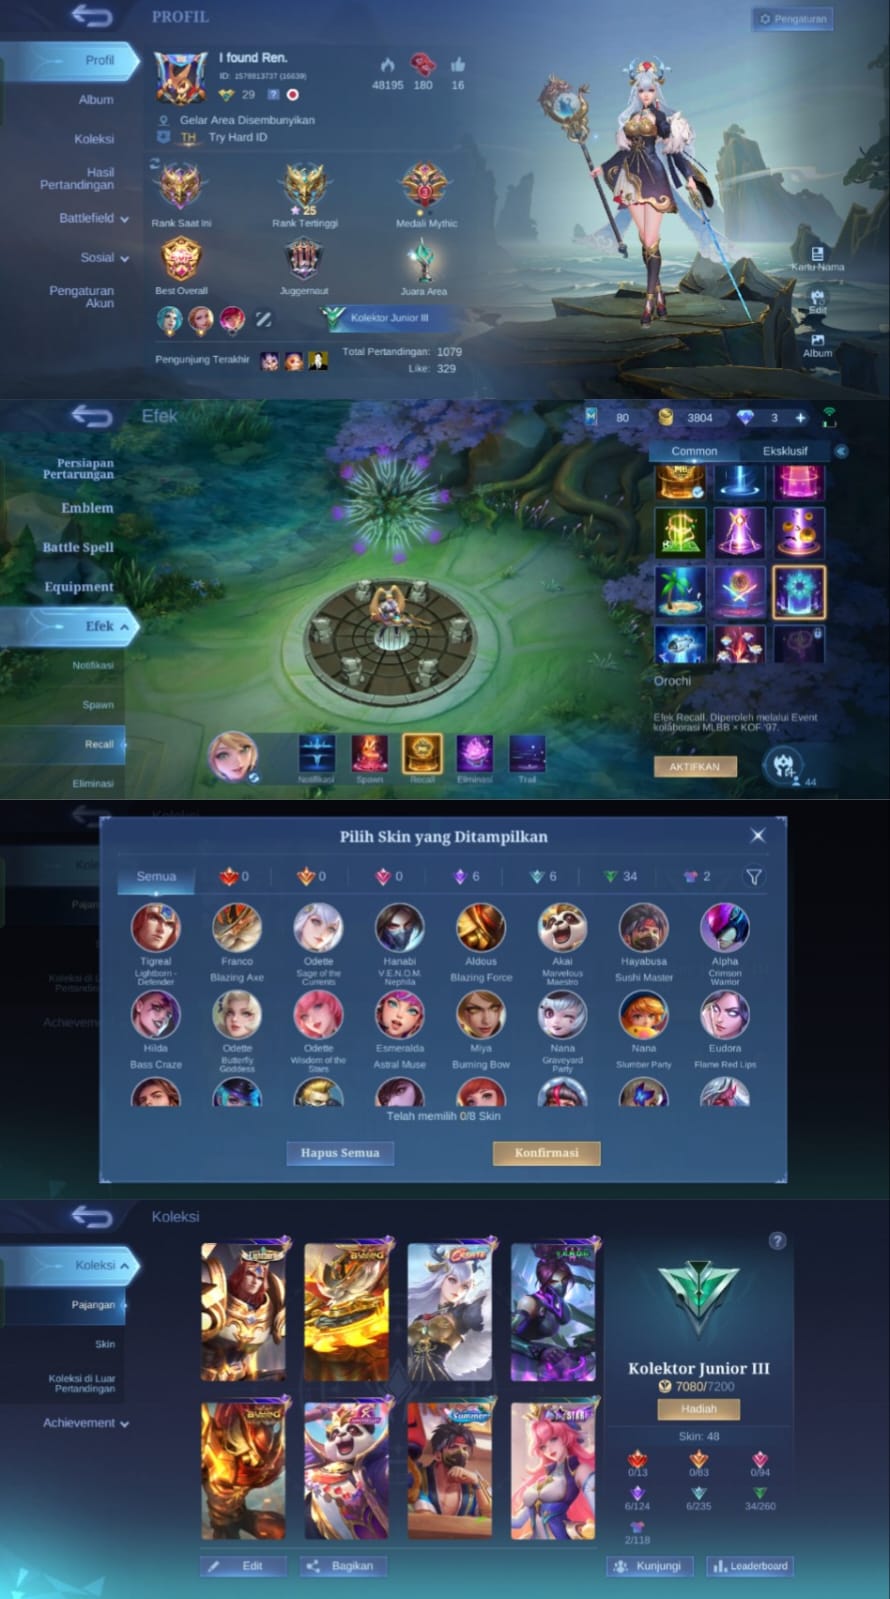 PROFIL
Pengaturan
Profil
Album
Koleksi
Hasil
Pertandingan
Battlefield
Sosial
Pengaturan
Akun
I found Ren.
ID: 1578813737 (16639)
29
?
48195 180 16
Gelar Area Disembunyikan
TH Try Hard ID
25
3
Rank Saat Ini
Rank Tertinggi
Medali Mythic
Best Overall
Juggernaut
Juara Area
Kolektor Junior III
Pengunjung Terakhir
Total Pertandingan: 1079
Like: 329
Kartu Nama
Edit
Album
Efek
80
3804
3
Persiapan
Pertarungan
Emblem
Battle Spell
Equipment
Efek
Notifikasi
Spawn
Recall
Eliminasi
Common
Eksklusif
Orochi
Efek Recall. Diperoleh melalui Event
kolaborasi MLBB × KOF '97.
AKTIFKAN
44
Notifikasi
Spawn
Recall
Eliminasi
Trail
Koleksi
Pilih Skin yang Ditampilkan
Semua
0
0
0
6
6
34
2
Tigreal
Franco
Odette
Hanabi
Aldous
Akai
Hayabusa
Alpha
Lightborn -
Defender
Blazing Axe
Sage of the
Currents
V.E.N.O.M.
Nephila
Blazing Force
Marvelous
Maestro
Sushi Master
Crimson
Warrior
Hilda
Odette
Odette
Esmeralda
Miya
Nana
Nana
Eudora
Bass Craze
Butterfly
Goddess
Wisdom of the
Stars
Astral Muse
Burning Bow
Graveyard
Party
Slumber Party
Flame Red Lips
Telah memilih 0/8 Skin
Hapus Semua
Konfirmasi
Koleksi
Koleksi
Pajangan
Skin
Koleksi di Luar
Pertandingan
Achievement
Summer
?
Kolektor Junior III
7080/7200
Hadiah
Skin: 48
0/13
0/83
0/94
6/124
6/235
34/260
2/118
Edit
Bagikan
Kunjungi
Leaderboard